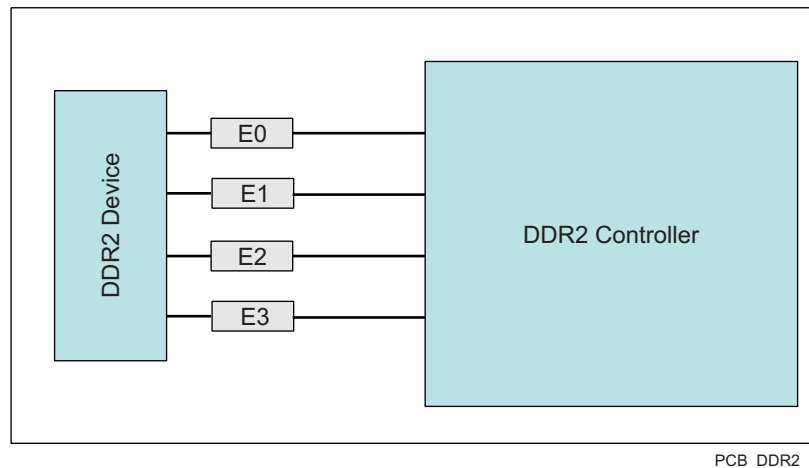 DDR2 Device
E0
E1
E2
E3
DDR2 Controller
PCB_DDR2